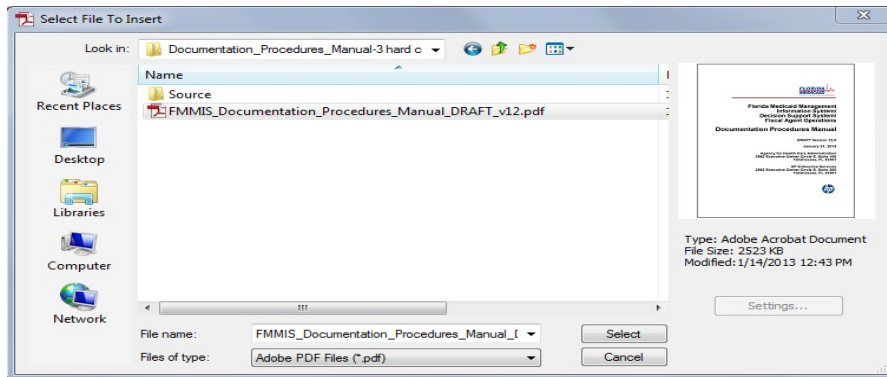 Select File To Insert
Look in:
Documentation_Procedures_Manual-3 hard c
Name
Recent Places
Source
FMMIS_Documentation_Procedures_Manual_DRAFT_v12.pdf
Desktop
Libraries
Computer
Network
Florida Medicaid Management
Information System/
Decision Support System/
Fiscal Agent Operations
Documentation Procedures Manual
hp
Type: Adobe Acrobat Document
File Size: 2523 KB
Modified: 1/14/2013 12:43 PM
Settings...
File name:
FMMIS_Documentation_Procedures_Manual_[
Select
Files of type:
Adobe PDF Files (*.pdf)
Cancel